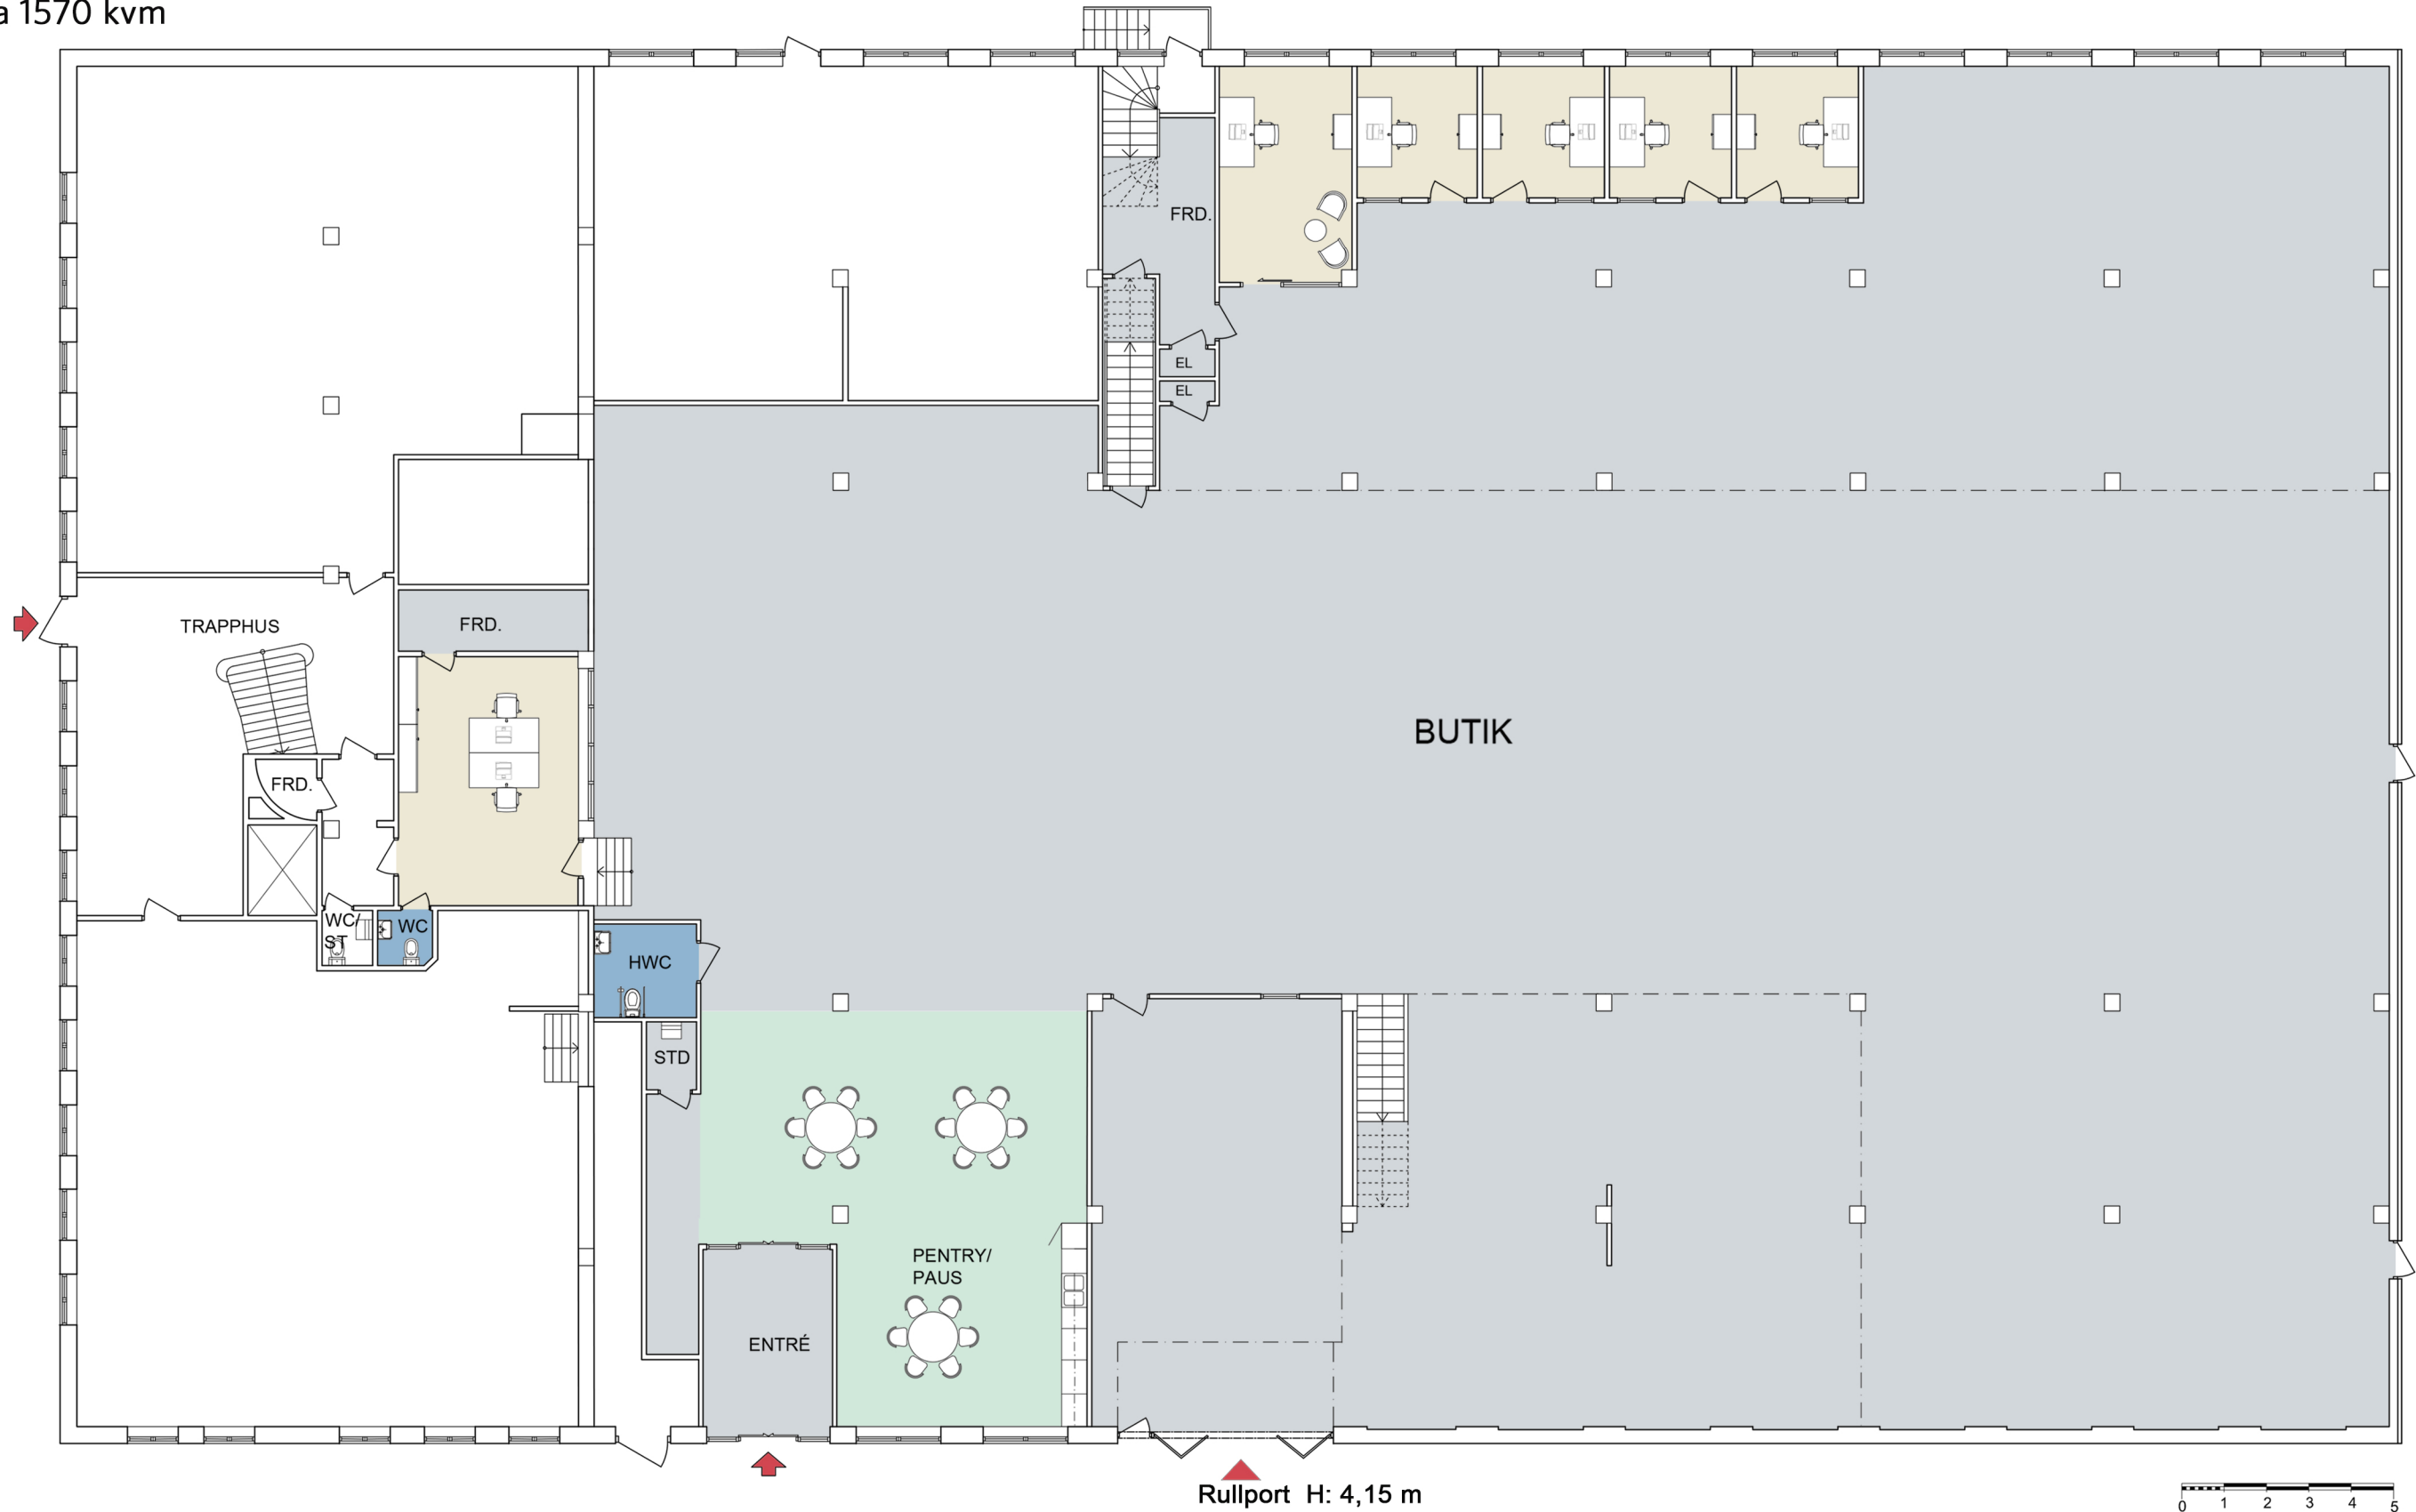 a 1570 kvm
FRD.
EL
EL
TRAPPHUS
FRD.
BUTIK
FRD.
WC/
ST
WC
HWC
STD
PENTRY/
PAUS
ENTRÉ
Rullport H: 4,15 m
0 1 2 3 4 5